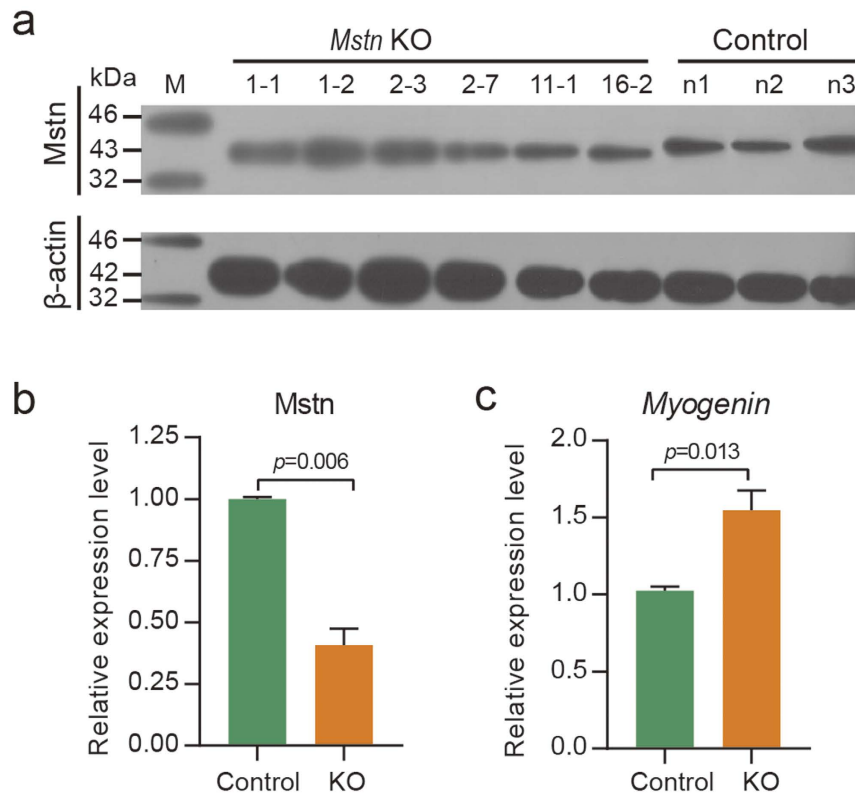 a
Mstn KO Control
kDa M 1-1 1-2 2-3 2-7 11-1 16-2 n1 n2 n3
Mstn
46
43
32
β-actin
46
42
32
b
Mstn
Relative expression level
1.25
1.00
0.75
0.50
0.25
0.00
p=0.006
Control KO
c
Myogenin
Relative expression level
2.0
1.5
1.0
0.5
0.0
p=0.013
Control KO